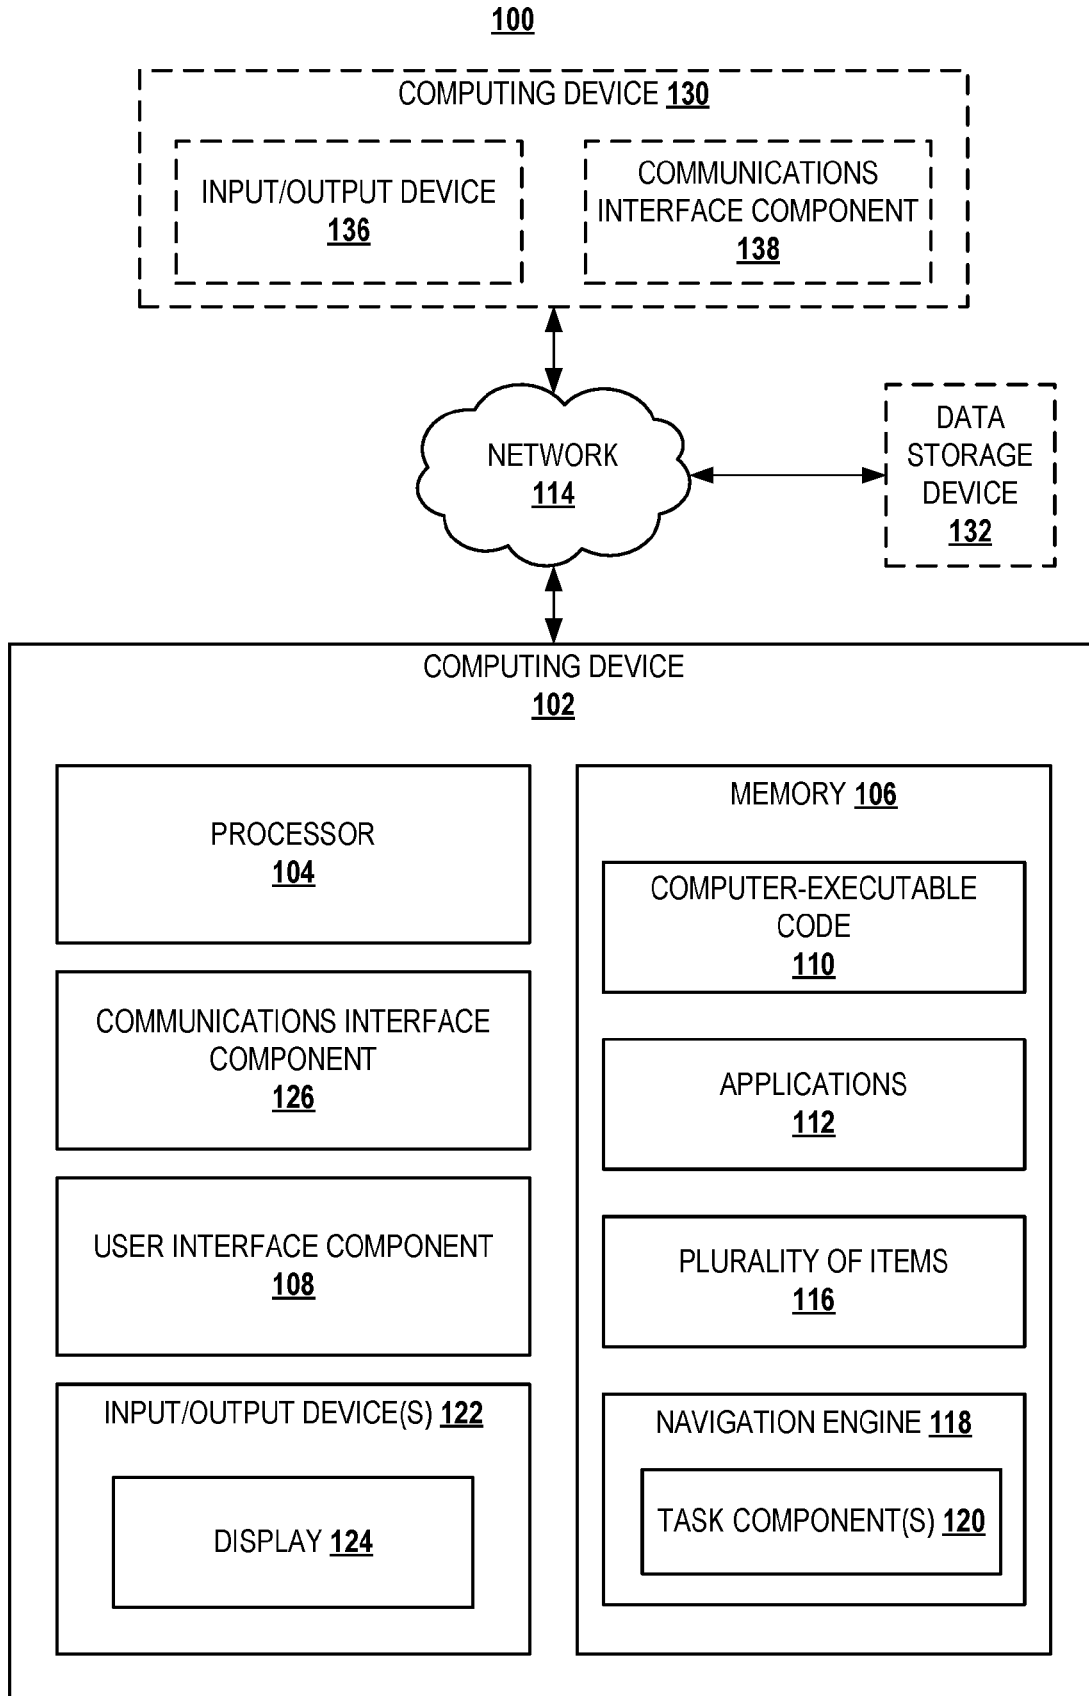 100
COMPUTING DEVICE 130
INPUT/OUTPUT DEVICE
136
COMMUNICATIONS
INTERFACE COMPONENT
138
NETWORK
114
DATA
STORAGE
DEVICE
132
COMPUTING DEVICE
102
PROCESSOR
104
COMMUNICATIONS INTERFACE
COMPONENT
126
USER INTERFACE COMPONENT
108
INPUT/OUTPUT DEVICE(S) 122
DISPLAY 124
MEMORY 106
COMPUTER-EXECUTABLE
CODE
110
APPLICATIONS
112
PLURALITY OF ITEMS
116
NAVIGATION ENGINE 118
TASK COMPONENT(S) 120